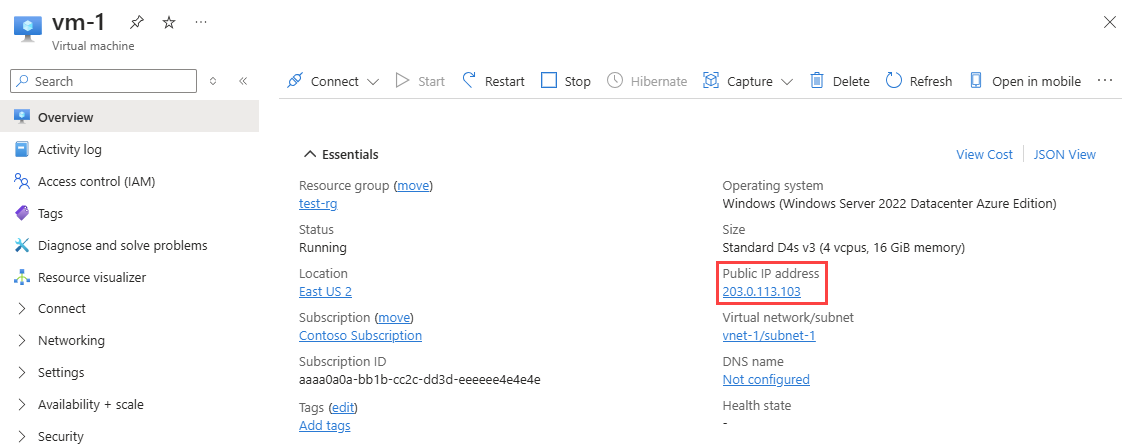 vm-1
Virtual machine
Search
Connect
Start
Restart
Stop
Hibernate
Capture
Delete
Refresh
Open in mobile
Overview
Activity log
Access control (IAM)
Tags
Diagnose and solve problems
Resource visualizer
Connect
Networking
Settings
Availability + scale
Security
Essentials
View Cost
JSON View
Resource group (move)
test-rg
Status
Running
Location
East US 2
Subscription (move)
Contoso Subscription
Subscription ID
aaaa0a0a-bb1b-cc2c-dd3d-eeeeee4e4e4e
Tags (edit)
Add tags
Operating system
Windows (Windows Server 2022 Datacenter Azure Edition)
Size
Standard D4s v3 (4 vcpus, 16 GiB memory)
Public IP address
203.0.113.103
Virtual network/subnet
vnet-1/subnet-1
DNS name
Not configured
Health state
-